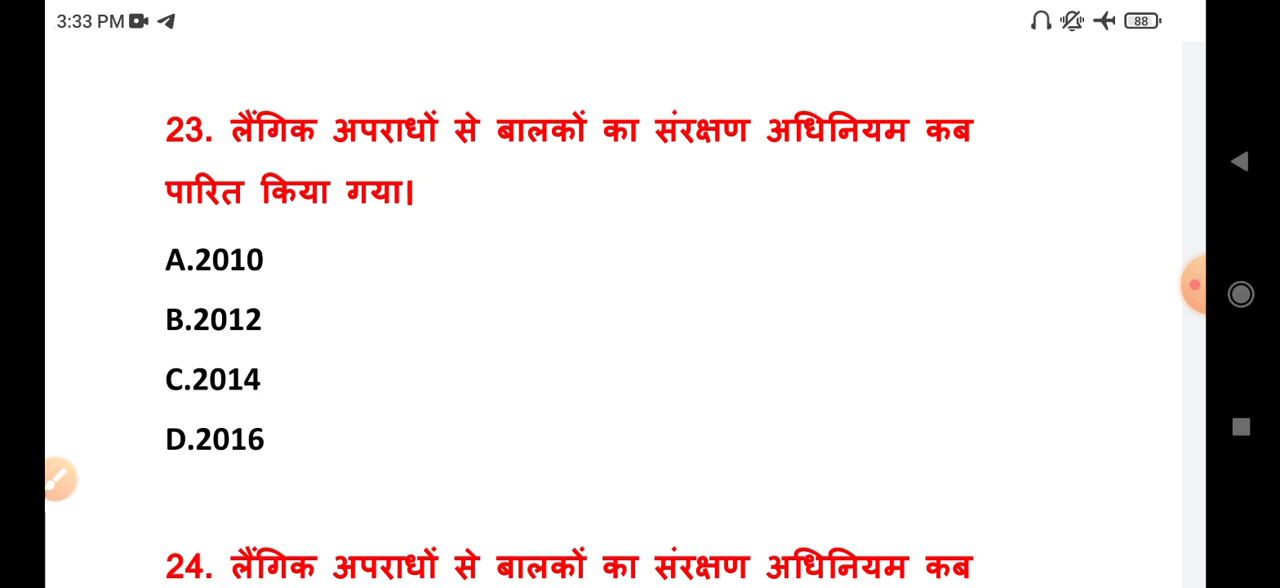 3:33 PM
88
23. लैंगिक अपराधों से बालकों का संरक्षण अधिनियम कब
पारित किया गया।
A.2010
B.2012
C.2014
D.2016
24. लैंगिक अपराधों से बालकों का संरक्षण अधिनियम कब